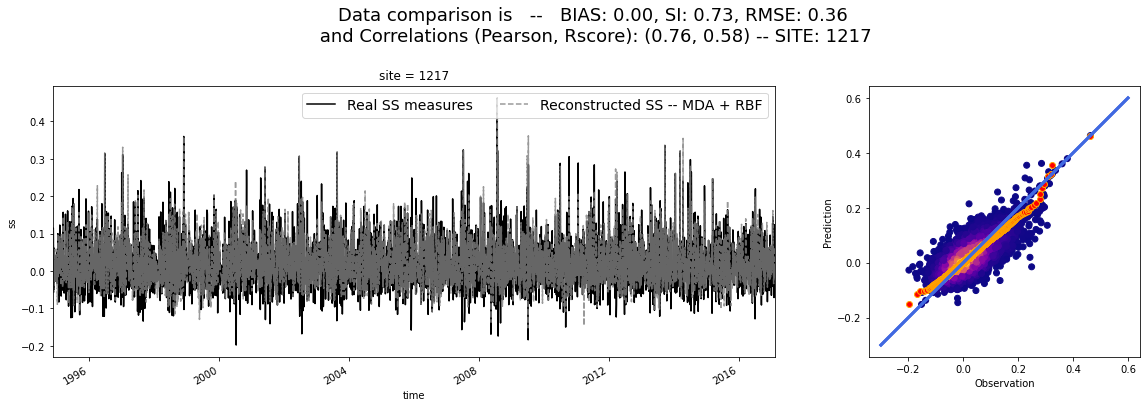 Data comparison is -- BIAS: 0.00, SI: 0.73, RMSE: 0.36
and Correlations (Pearson, Rscore): (0.76, 0.58) -- SITE: 1217
site = 1217
Real SS measures
Reconstructed SS -- MDA + RBF
ss
0.4
0.3
0.2
0.1
0.0
−0.1
−0.2
1996
2000
2004
2008
2012
2016
time
Prediction
0.6
0.4
0.2
0.0
−0.2
−0.2
0.0
0.2
0.4
0.6
Observation